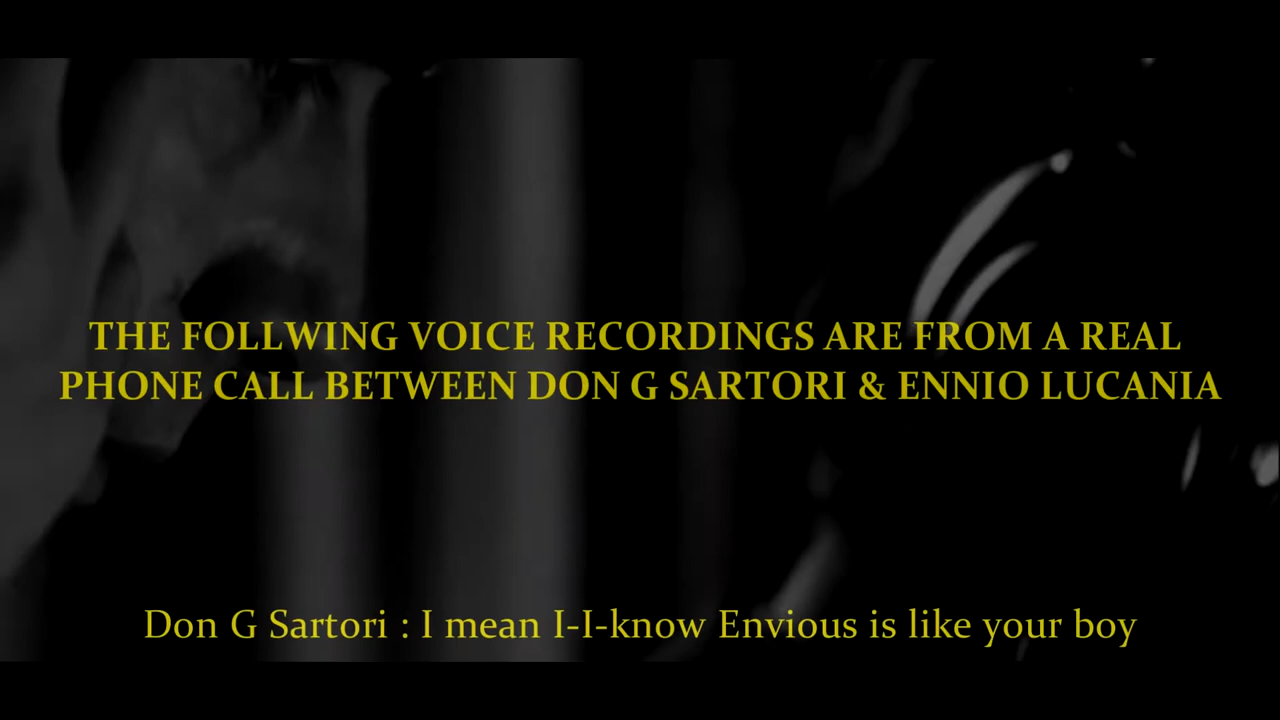 THE FOLLWING VOICE RECORDINGS ARE FROM A REAL
PHONE CALL BETWEEN DON G SARTORI & ENNIO LUCANIA
Don G Sartori : I mean I-I-know Envious is like your boy